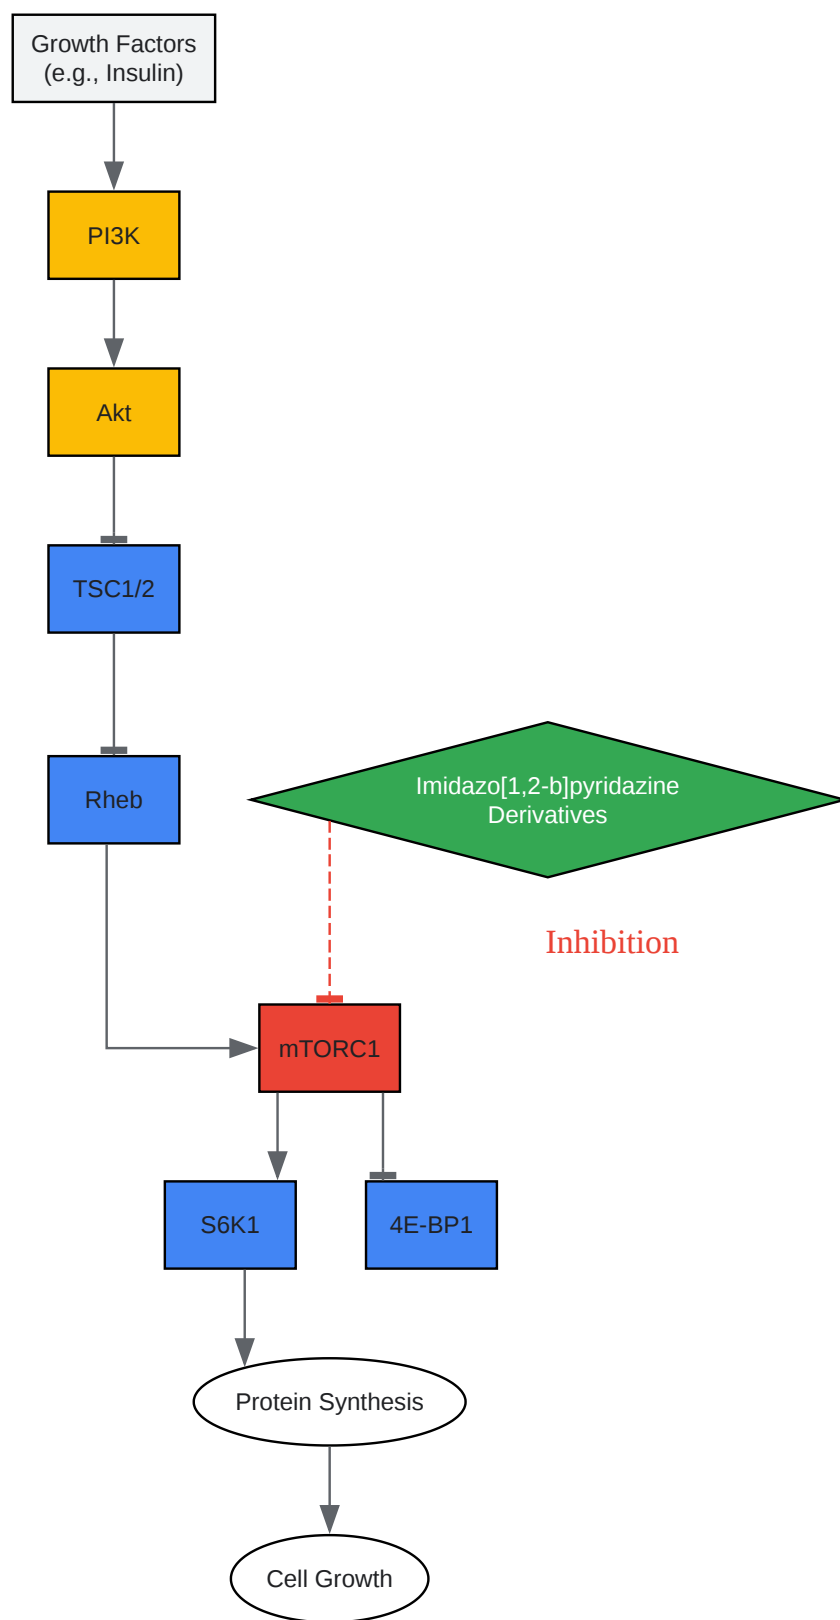 Growth Factors
(e.g., Insulin)
PI3K
Akt
TSC1/2
Rheb
Imidazo[1,2-b]pyridazine
Derivatives
Inhibition
mTORC1
S6K1
4E-BP1
Protein Synthesis
Cell Growth